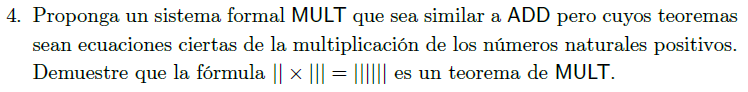 4. Proponga un sistema formal MULT que sea similar a ADD pero cuyos teoremas
sean ecuaciones ciertas de la multiplicación de los números naturales positivos.
Demuestre que la fórmula || × ||| = |||||| es un teorema de MULT.